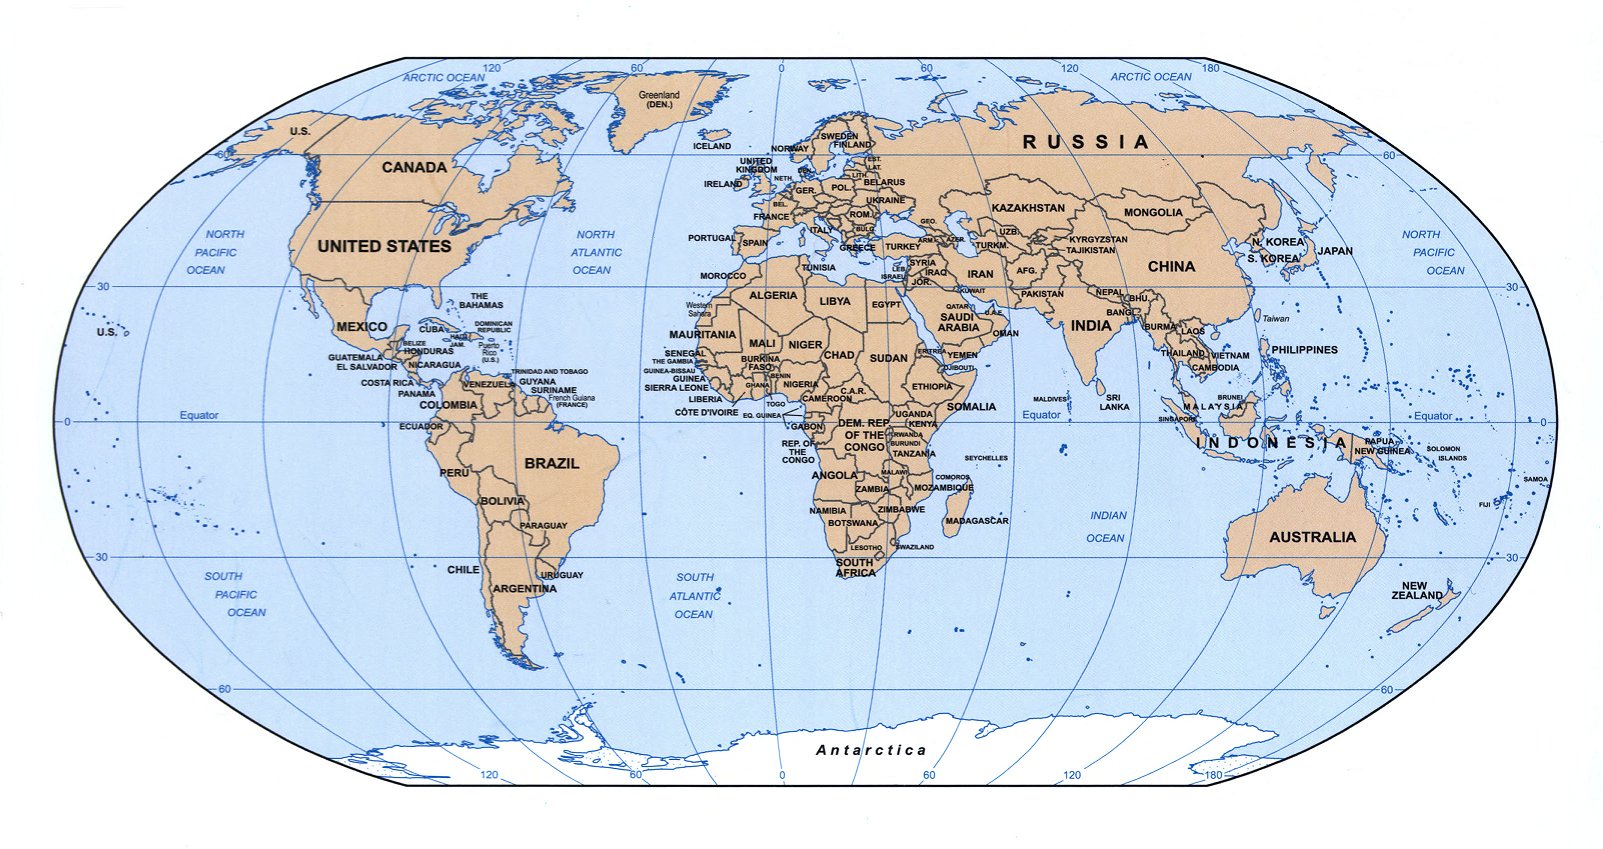 120
60
0
60
120
180
ARCTIC OCEAN
ARCTIC OCEAN
Greenland
(DEN.)
U.S.
ICELAND
SWEDEN
FINLAND
NORWAY
RUSSIA
60
60
CANADA
UNITED
KINGDOM
IRELAND
NETH.
DEN.
EST.
LAT.
LITH.
BELARUS
GER.
POL.
BEL.
UKRAINE
FRANCE
ROM.
BULG.
ITALY
GREECE
PORTUGAL
SPAIN
TURKEY
GEO.
ARM.
AZER.
KAZAKHSTAN
UZB.
TURKM.
KYRGYZSTAN
TAJIKISTAN
MONGOLIA
CHINA
N. KOREA
S. KOREA
JAPAN
NORTH
PACIFIC
OCEAN
UNITED STATES
NORTH
ATLANTIC
OCEAN
NORTH
PACIFIC
OCEAN
30
30
MOROCCO
TUNISIA
LEB.
ISRAEL
SYRIA
IRAQ
JOR.
IRAN
AFG.
KUWAIT
PAKISTAN
NEPAL
BHU.
BANGL.
INDIA
BURMA
LAOS
Taiwan
Western
Sahara
ALGERIA
LIBYA
EGYPT
QATAR
U.A.E.
SAUDI
ARABIA
OMAN
YEMEN
U.S.
MEXICO
THE
BAHAMAS
CUBA
DOMINICAN
REPUBLIC
HAITI
JAM.
Puerto
Rico
(U.S.)
BELIZE
HONDURAS
GUATEMALA
EL SALVADOR
NICARAGUA
COSTA RICA
PANAMA
TRINIDAD AND TOBAGO
VENEZUELA
GUYANA
SURINAME
French Guiana
(FRANCE)
COLOMBIA
MAURITANIA
MALI
NIGER
CHAD
SUDAN
ERITREA
DJIBOUTI
SENEGAL
THE GAMBIA
GUINEA-BISSAU
GUINEA
SIERRA LEONE
LIBERIA
CÔTE D'IVOIRE
BURKINA
FASO
BENIN
GHANA
TOGO
NIGERIA
CAMEROON
C.A.R.
ETHIOPIA
SOMALIA
THAILAND
VIETNAM
CAMBODIA
PHILIPPINES
SRI
LANKA
MALDIVES
BRUNEI
MALAYSIA
SINGAPORE
0
Equator
ECUADOR
EQ. GUINEA
GABON
UGANDA
KENYA
Equator
Equator
0
REP. OF
THE
CONGO
DEM. REP.
OF THE
CONGO
RWANDA
BURUNDI
TANZANIA
SEYCHELLES
INDONESIA
PAPUA
NEW GUINEA
SOLOMON
ISLANDS
SAMOA
PERU
BRAZIL
BOLIVIA
ANGOLA
MALAWI
ZAMBIA
COMOROS
MOZAMBIQUE
FIJI
PARAGUAY
NAMIBIA
ZIMBABWE
BOTSWANA
MADAGASCAR
INDIAN
OCEAN
AUSTRALIA
30
30
LESOTHO
SWAZILAND
SOUTH
AFRICA
SOUTH
PACIFIC
OCEAN
CHILE
URUGUAY
ARGENTINA
SOUTH
ATLANTIC
OCEAN
NEW
ZEALAND
60
60
Antarctica
120
60
0
60
120
180